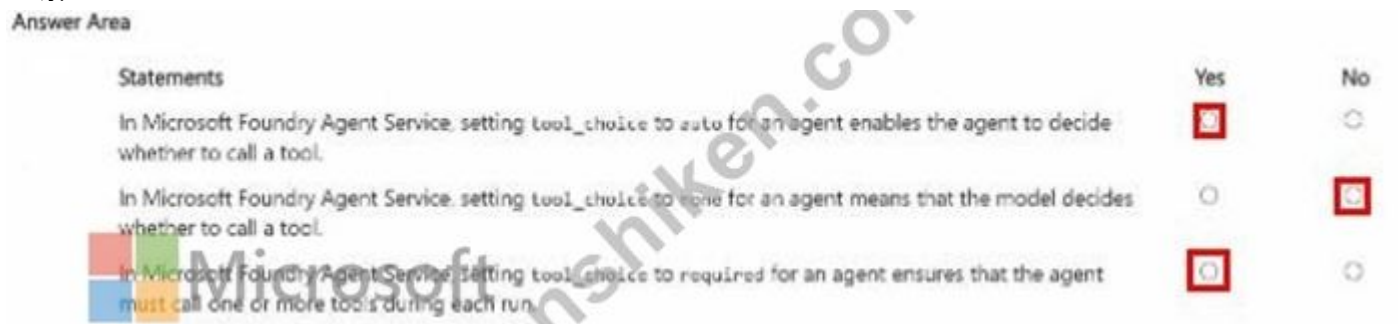 Answer Area
Statements Yes No
In Microsoft Foundry Agent Service, setting tool_choice to auto for an agent enables the agent to decide
whether to call a tool.
In Microsoft Foundry Agent Service, setting tool_choice to none for an agent means that the model decides
whether to call a tool.
In Microsoft Foundry Agent Service, setting tool_choice to required for an agent ensures that the agent
must call one or more tools during each run.
Microsoft
nshiken.co